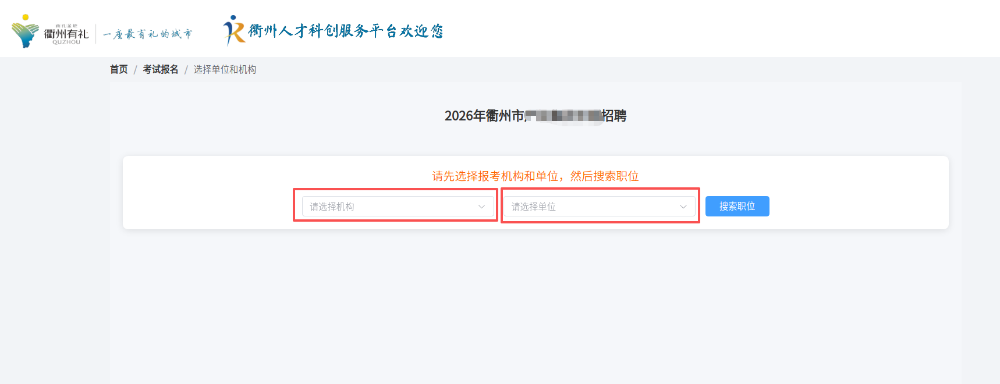 南孔圣地
衢州有礼
QUZHOU
一座最有礼的城市
衢州人才科创服务平台欢迎您
首页 / 考试报名 / 选择单位和机构
2026年衢州市 招聘
请先选择报考机构和单位，然后搜索职位
请选择机构
请选择单位
搜索职位